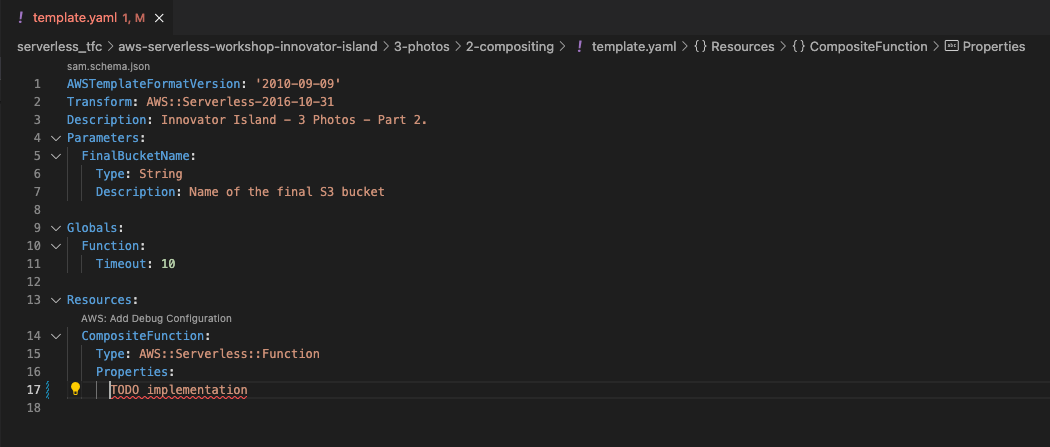 template.yaml 1, M
serverless_tfc > aws-serverless-workshop-innovator-island > 3-photos > 2-compositing > ! template.yaml > {} Resources > {} CompositeFunction > abc Properties
sam.schema.json
1 AWSTemplateFormatVersion: '2010-09-09'
2 Transform: AWS::Serverless-2016-10-31
3 Description: Innovator Island - 3 Photos - Part 2.
4 Parameters:
5 FinalBucketName:
6 Type: String
7 Description: Name of the final S3 bucket
8
9 Globals:
10 Function:
11 Timeout: 10
12
13 Resources:
AWS: Add Debug Configuration
14 CompositeFunction:
15 Type: AWS::Serverless::Function
16 Properties:
17 TODO implementation
18